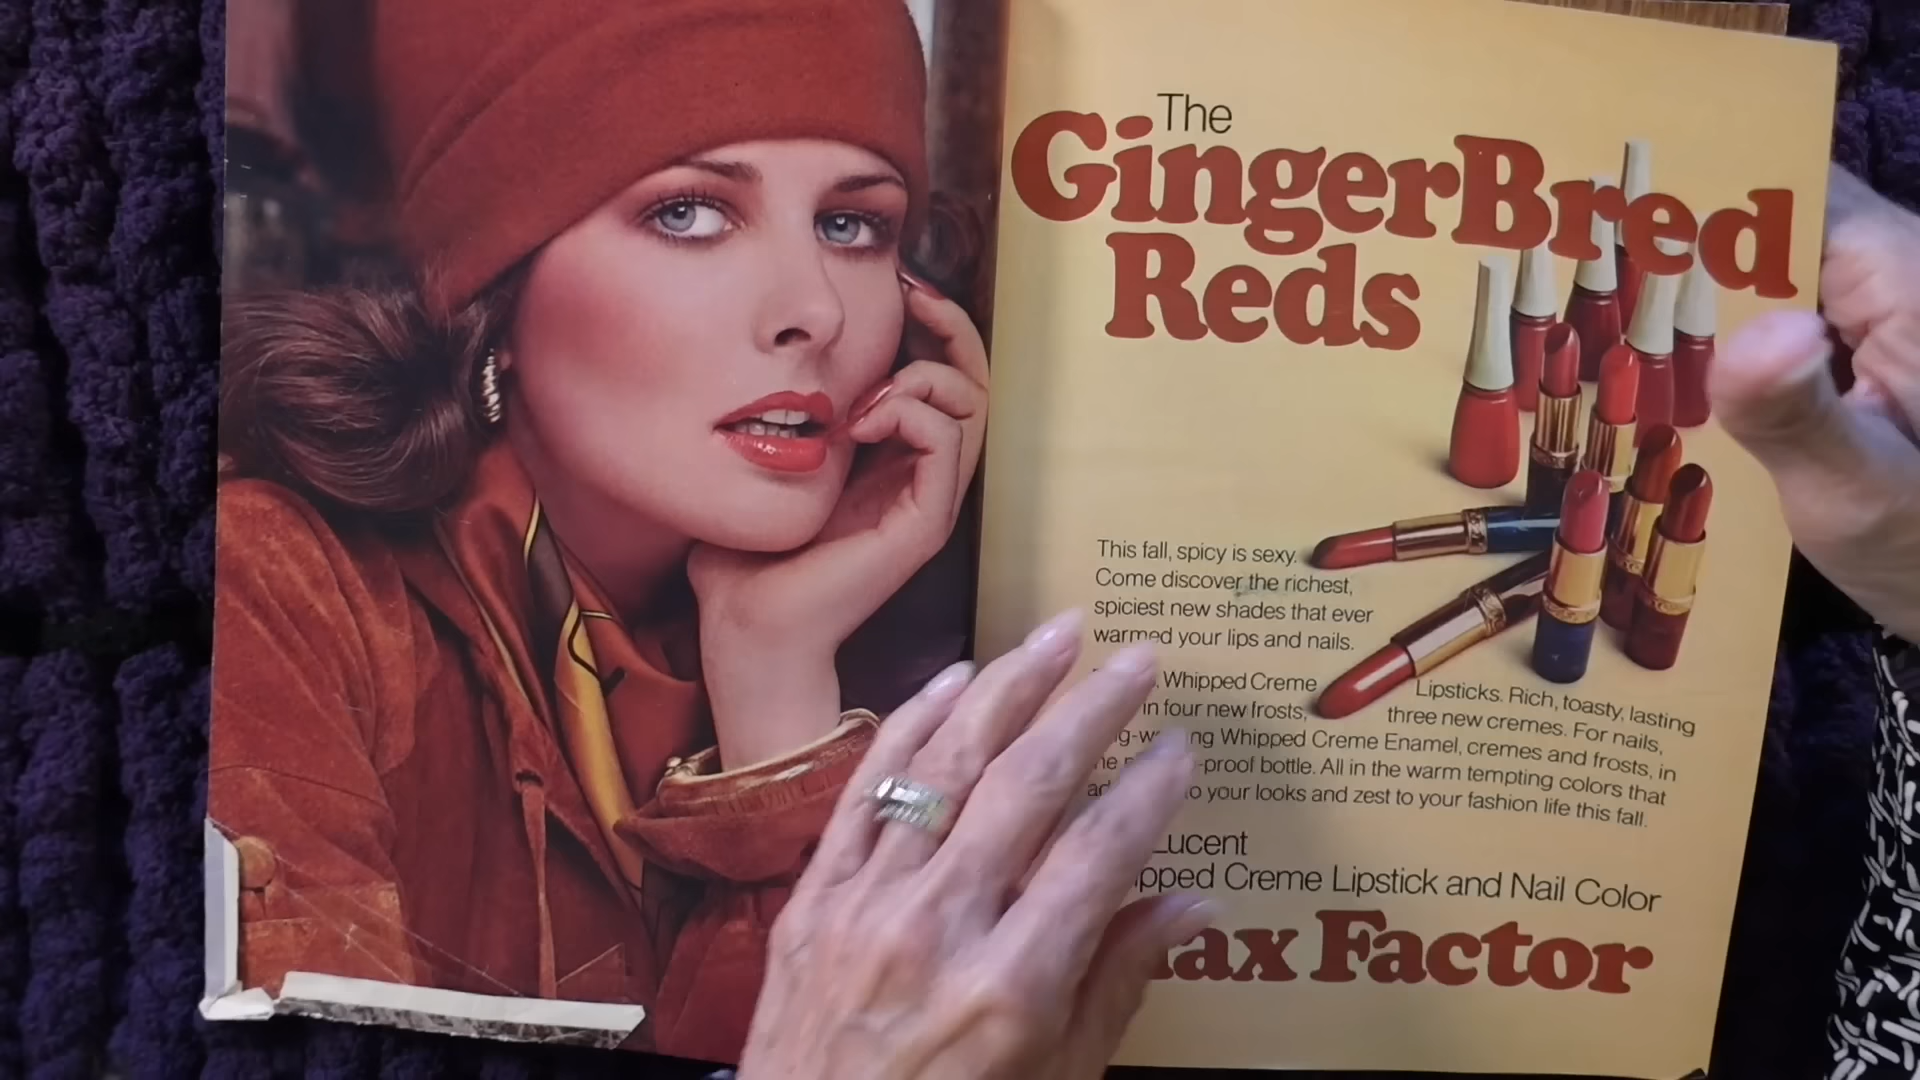 The
GingerBred
Reds
This fall, spicy is sexy.
Come discover the richest,
spiciest new shades that ever
warmed your lips and nails.
Whipped Creme Lipsticks. Rich, toasty, lasting
in four new frosts, three new cremes. For nails,
Whipped Creme Enamel, cremes and frosts, in
-proof bottle. All in the warm tempting colors that
to your looks and zest to your fashion life this fall.
Lucent
Creme Lipstick and Nail Color
Max Factor